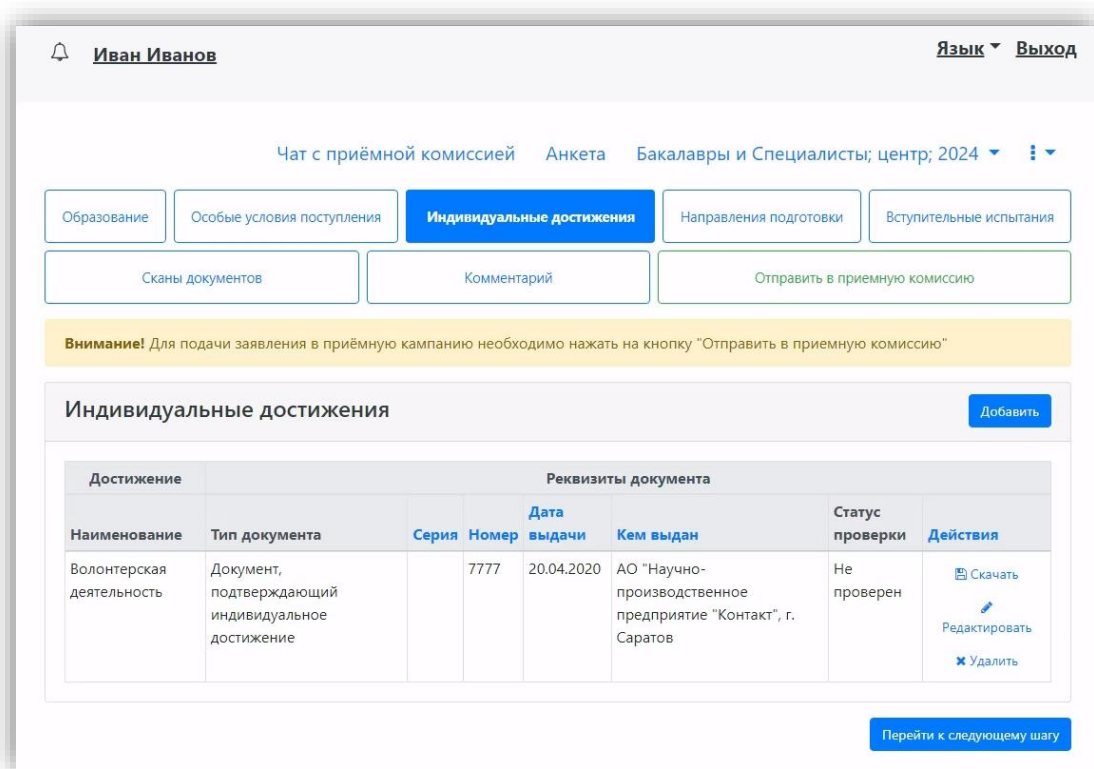 Иван Иванов
Язык Выход
Чат с приёмной комиссией Анкета Бакалавры и Специалисты; центр; 2024
Образование Особые условия поступления Индивидуальные достижения Направления подготовки Вступительные испытания
Сканы документов Комментарий Отправить в приемную комиссию
Внимание! Для подачи заявления в приёмную кампанию необходимо нажать на кнопку "Отправить в приемную комиссию"
Индивидуальные достижения Добавить
Достижение Реквизиты документа
Наименование Тип документа Серия Номер Дата выдачи Кем выдан Статус проверки Действия
Волонтерская
деятельность
Документ,
подтверждающий
индивидуальное
достижение
7777
20.04.2020
АО "Научно-
производственное
предприятие "Контакт", г.
Саратов
Не
проверен
Скачать
Редактировать
Удалить
Перейти к следующему шагу